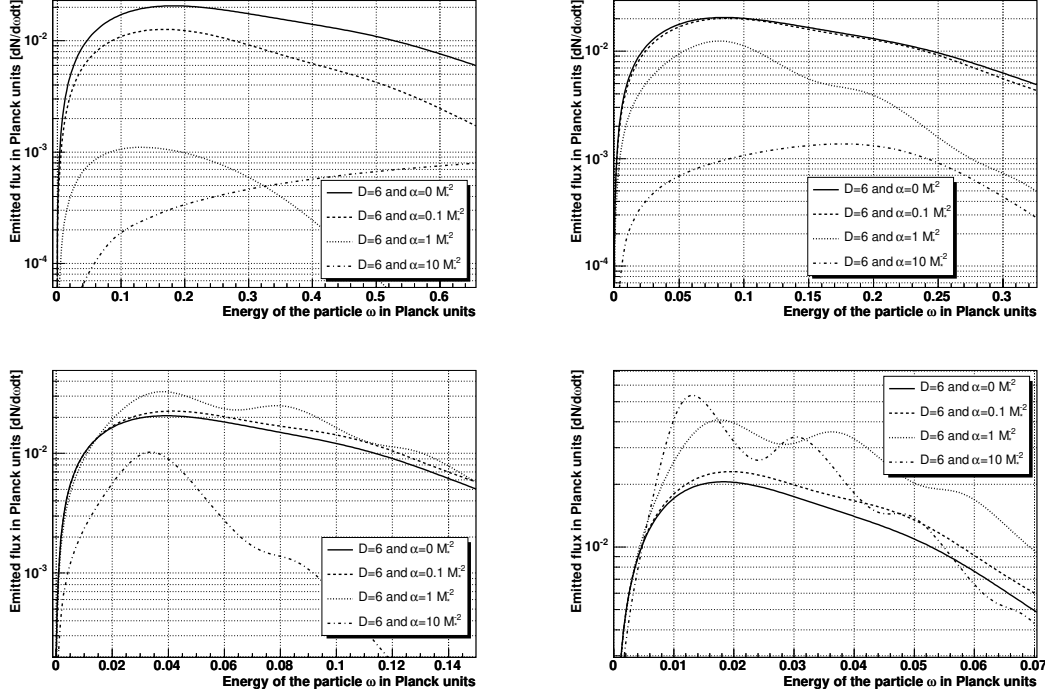 Emitted flux in Planck units [dN/dωdt]
10⁻²
10⁻³
10⁻⁴
D=6 and α=0 M*⁻²
D=6 and α=0.1 M*⁻²
D=6 and α=1 M*⁻²
D=6 and α=10 M*⁻²
0 0.1 0.2 0.3 0.4 0.5 0.6
Energy of the particle ω in Planck units
Emitted flux in Planck units [dN/dωdt]
10⁻²
10⁻³
10⁻⁴
D=6 and α=0 M*⁻²
D=6 and α=0.1 M*⁻²
D=6 and α=1 M*⁻²
D=6 and α=10 M*⁻²
0 0.05 0.1 0.15 0.2 0.25 0.3
Energy of the particle ω in Planck units
Emitted flux in Planck units [dN/dωdt]
10⁻²
10⁻³
D=6 and α=0 M*⁻²
D=6 and α=0.1 M*⁻²
D=6 and α=1 M*⁻²
D=6 and α=10 M*⁻²
0 0.02 0.04 0.06 0.08 0.1 0.12 0.14
Energy of the particle ω in Planck units
Emitted flux in Planck units [dN/dωdt]
10⁻²
D=6 and α=0 M*⁻²
D=6 and α=0.1 M*⁻²
D=6 and α=1 M*⁻²
D=6 and α=10 M*⁻²
0 0.01 0.02 0.03 0.04 0.05 0.06 0.07
Energy of the particle ω in Planck units